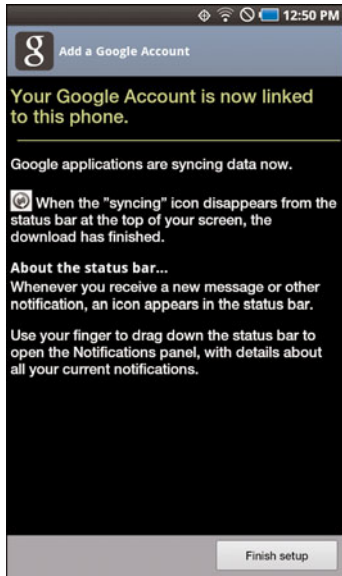 12:50 PM
g Add a Google Account
Your Google Account is now linked
to this phone.
Google applications are syncing data now.
When the "syncing" icon disappears from the
status bar at the top of your screen, the
download has finished.
About the status bar...
Whenever you receive a new message or other
notification, an icon appears in the status bar.
Use your finger to drag down the status bar to
open the Notifications panel, with details about
all your current notifications.
Finish setup